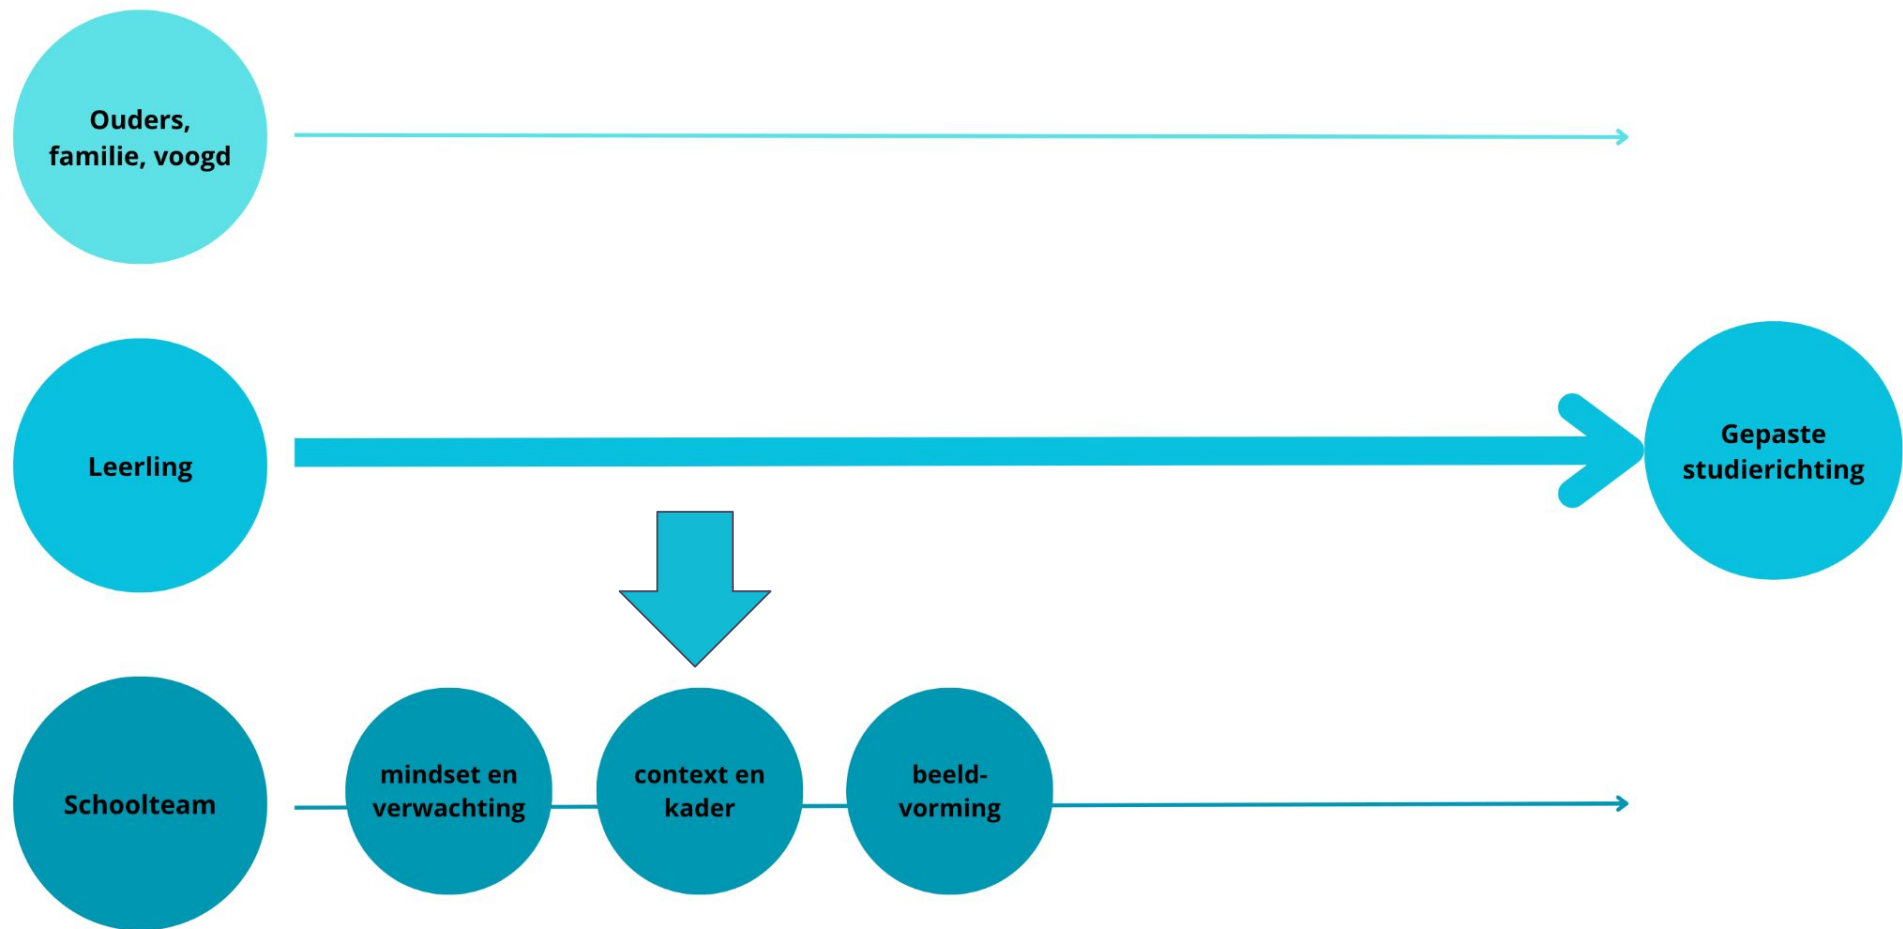 Ouders,
familie, voogd
Leerling
Gepaste
studierichting
Schoolteam
mindset en
verwachting
context en
kader
beeld-
vorming